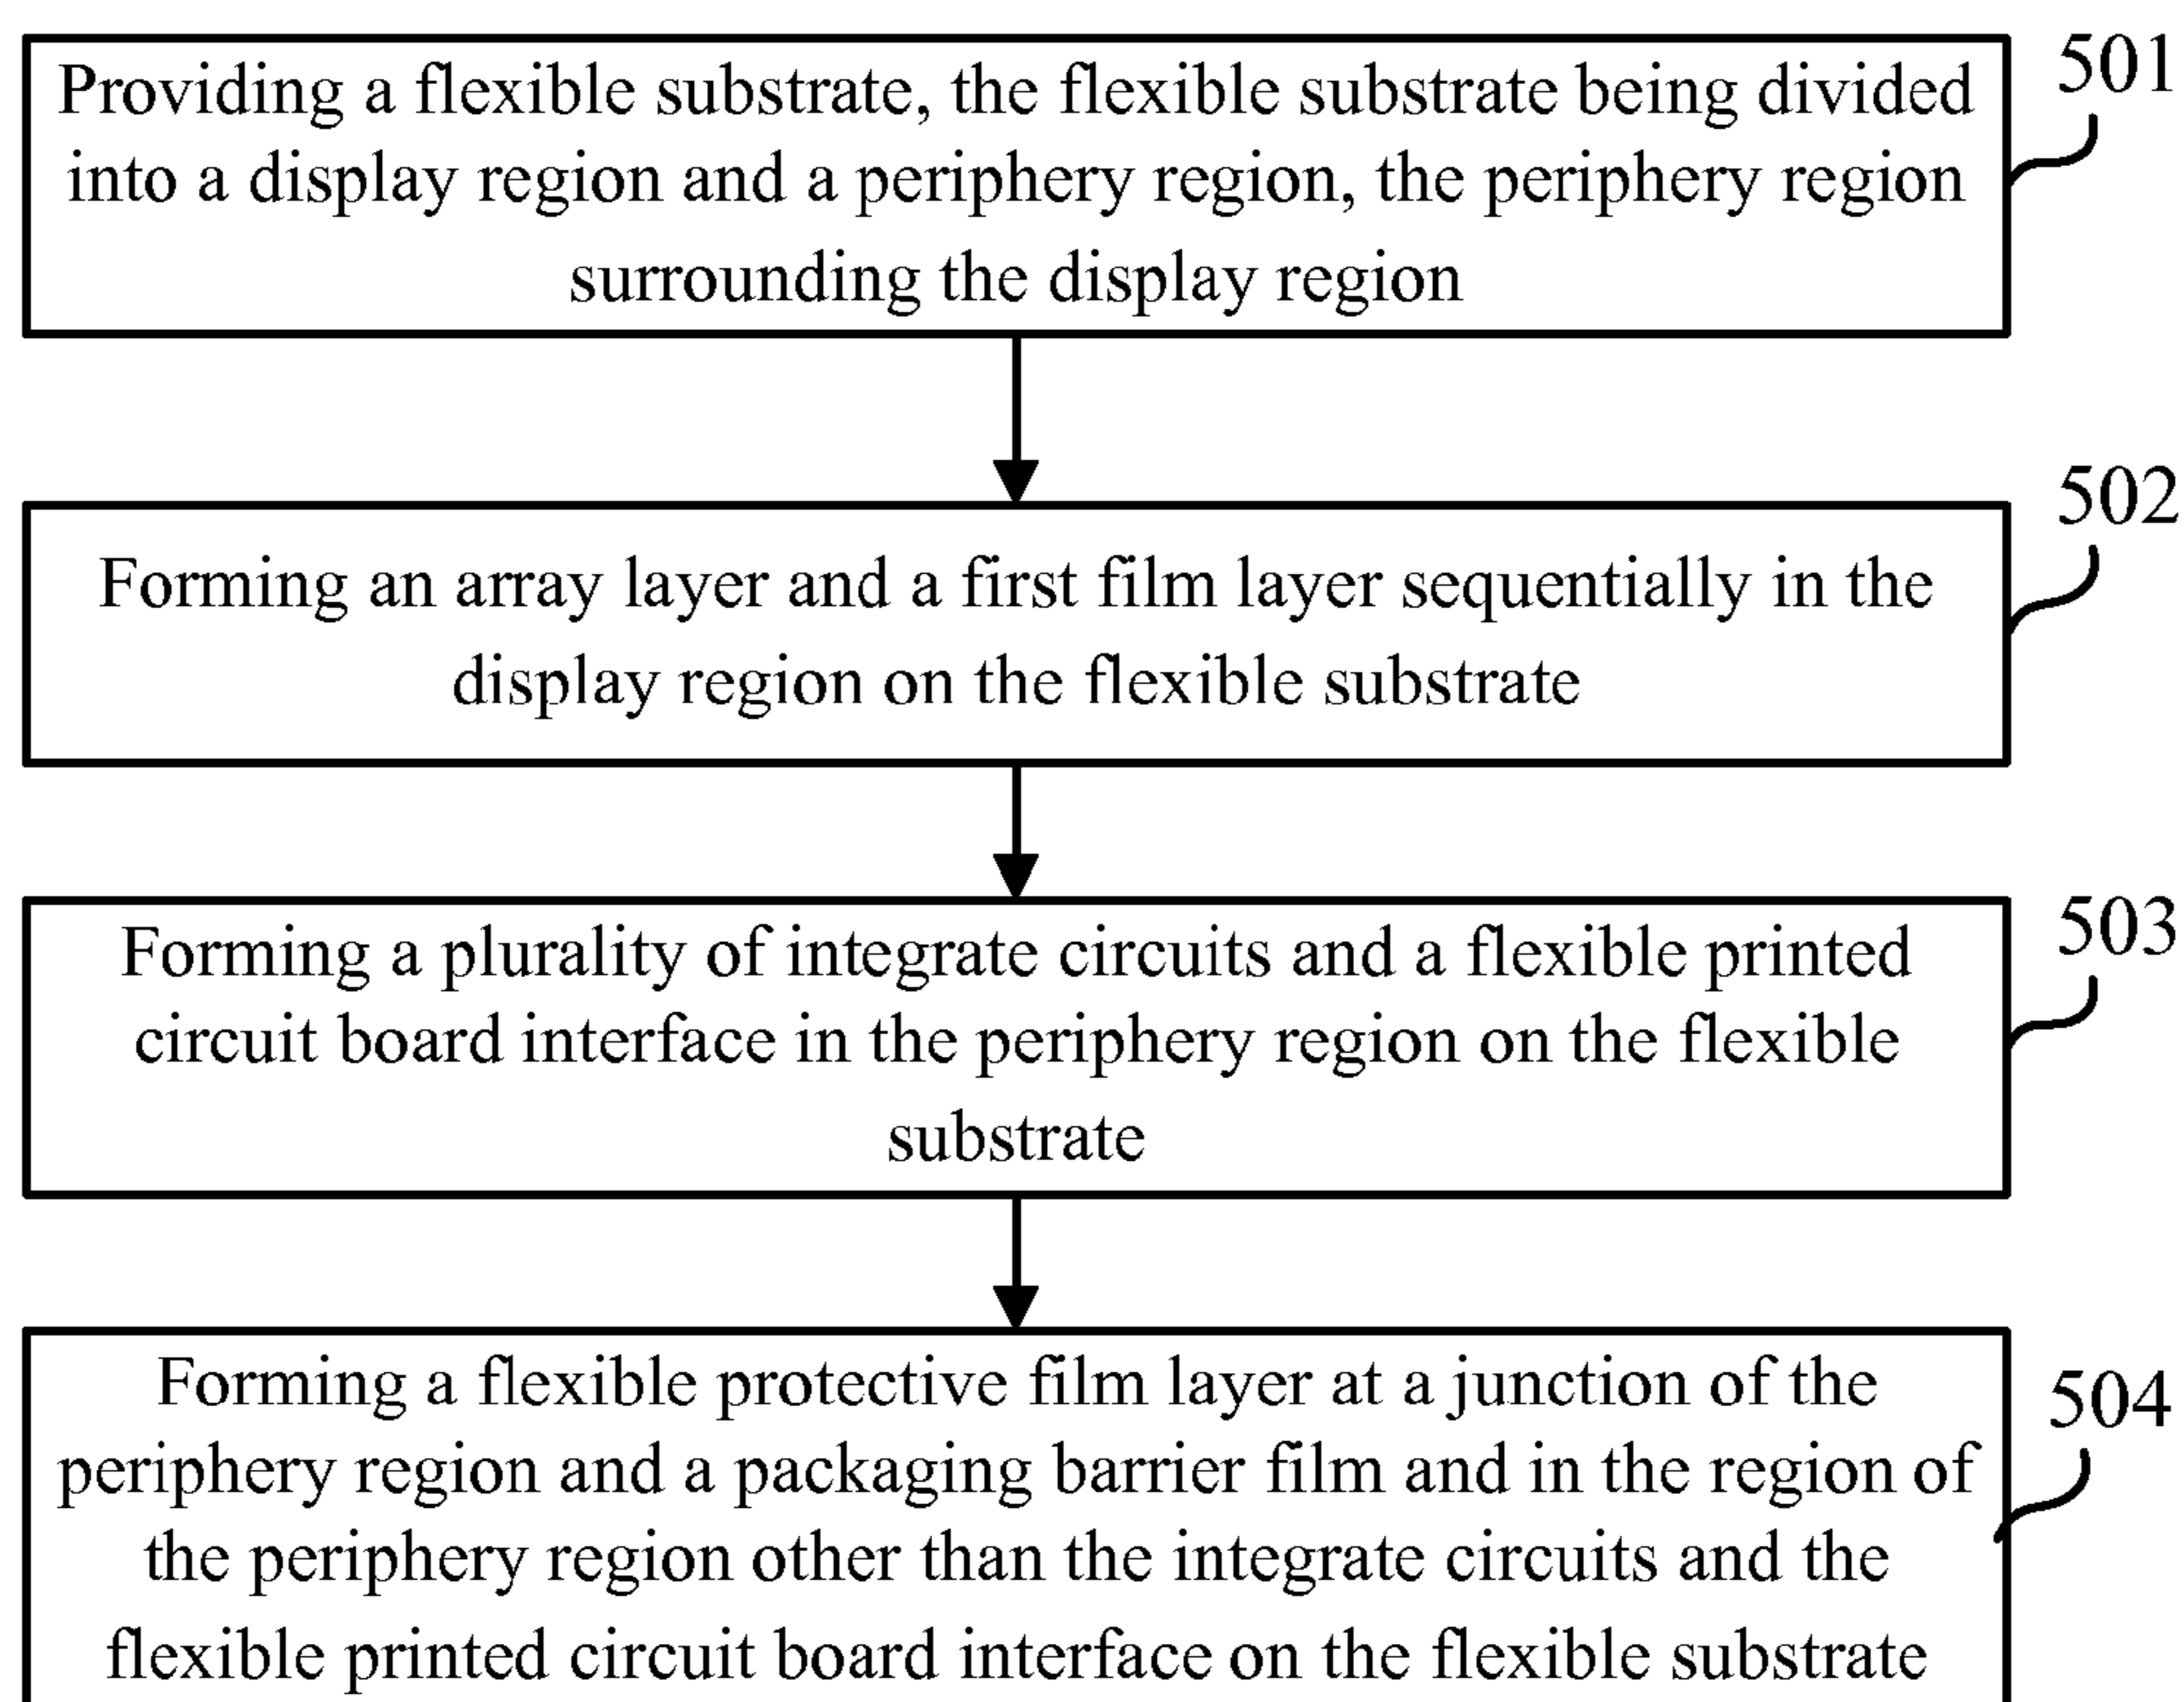 Providing a flexible substrate, the flexible substrate being divided
into a display region and a periphery region, the periphery region
surrounding the display region
501
Forming an array layer and a first film layer sequentially in the
display region on the flexible substrate
502
Forming a plurality of integrate circuits and a flexible printed
circuit board interface in the periphery region on the flexible
substrate
503
Forming a flexible protective film layer at a junction of the
periphery region and a packaging barrier film and in the region of
the periphery region other than the integrate circuits and the
flexible printed circuit board interface on the flexible substrate
504